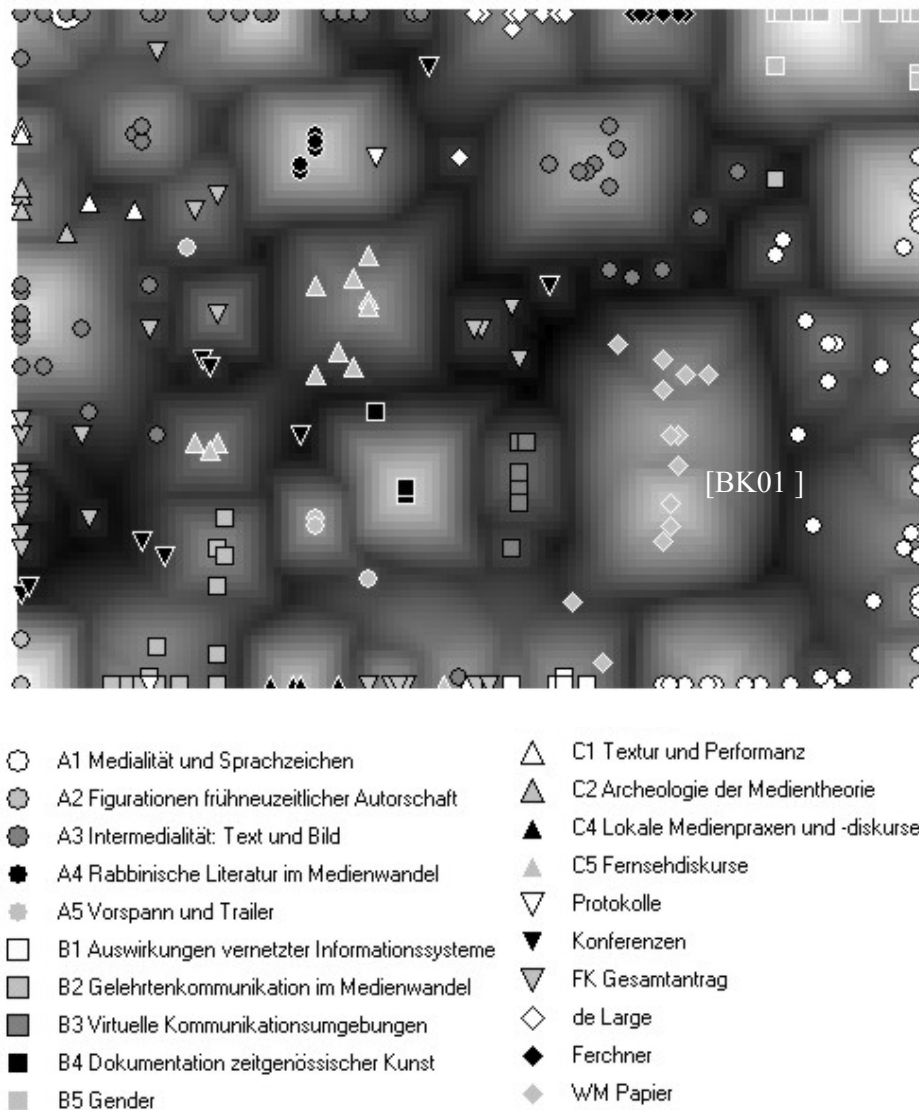 [BK01 ]
A1 Medialität und Sprachzeichen
A2 Figurationen frühneuzeitlicher Autorschaft
A3 Intermedialität: Text und Bild
A4 Rabbinische Literatur im Medienwandel
A5 Vorspann und Trailer
B1 Auswirkungen vernetzter Informationssysteme
B2 Gelehrtenkommunikation im Medienwandel
B3 Virtuelle Kommunikationsumgebungen
B4 Dokumentation zeitgenössischer Kunst
B5 Gender
C1 Textur und Performanz
C2 Archeologie der Medientheorie
C4 Lokale Medienpraxen und -diskurse
C5 Fernsehdiskurse
Protokolle
Konferenzen
FK Gesamtantrag
de Large
Ferchner
WM Papier